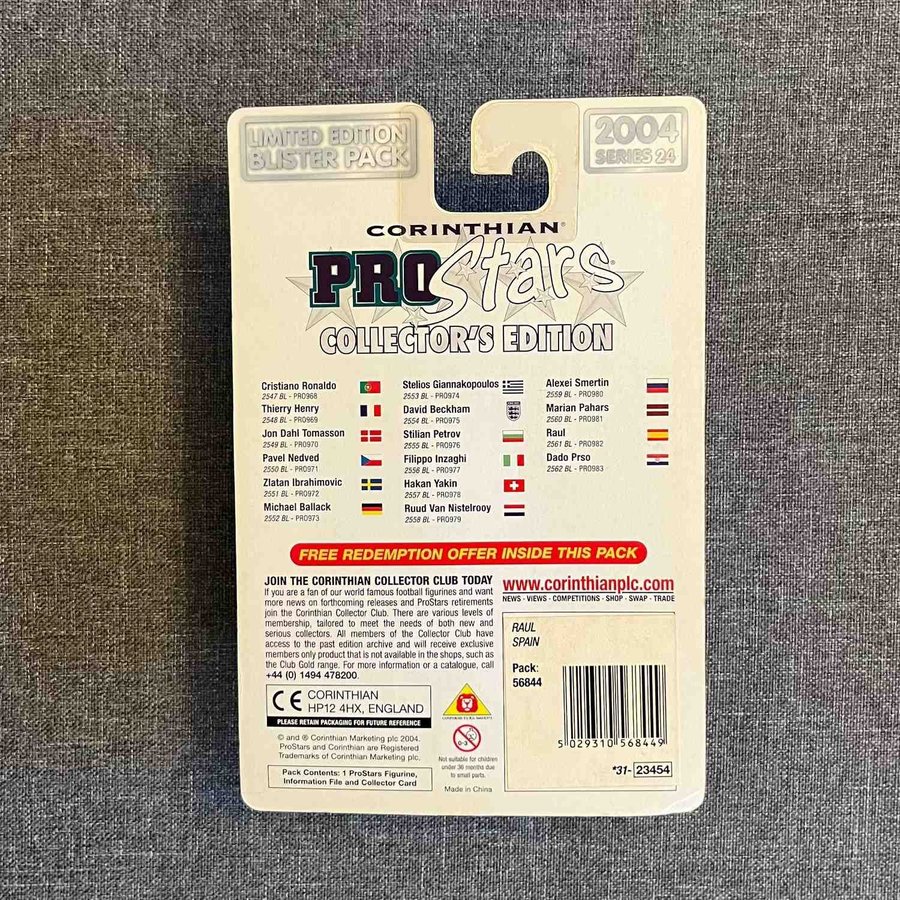 LIMITED EDITION
BLISTER PACK
2004
SERIES 24
CORINTHIAN®
PROStars®
COLLECTOR'S EDITION
Cristiano Ronaldo
2547 BL - PRO968
Thierry Henry
2548 BL - PRO969
Jon Dahl Tomasson
2549 BL - PRO970
Pavel Nedved
2550 BL - PRO971
Zlatan Ibrahimovic
2551 BL - PRO972
Michael Ballack
2552 BL - PRO973
Stelios Giannakopoulos
2553 BL - PRO974
David Beckham
2554 BL - PRO975
Stilian Petrov
2555 BL - PRO976
Filippo Inzaghi
2556 BL - PRO977
Hakan Yakin
2557 BL - PRO978
Ruud Van Nistelrooy
2558 BL - PRO979
Alexei Smertin
2559 BL - PRO980
Marian Pahars
2560 BL - PRO981
Raul
2561 BL - PRO982
Dado Prso
2562 BL - PRO983
FREE REDEMPTION OFFER INSIDE THIS PACK
JOIN THE CORINTHIAN COLLECTOR CLUB TODAY
If you are a fan of our world famous football figurines and want
more news on forthcoming releases and ProStars retirements
join the Corinthian Collector Club. There are various levels of
membership, tailored to meet the needs of both new and
serious collectors. All members of the Collector Club have
access to the past edition archive and will receive exclusive
members only product that is not available in the shops, such as
the Club Gold range. For more information or a catalogue, call
+44 (0) 1494 478200.
CE CORINTHIAN
HP12 4HX, ENGLAND
PLEASE RETAIN PACKAGING FOR FUTURE REFERENCE
© and ® Corinthian Marketing plc 2004.
ProStars and Corinthian are Registered
Trademarks of Corinthian Marketing plc.
Pack Contents: 1 ProStars Figurine,
Information File and Collector Card
0-3
Not suitable for children
under 36 months due
to small parts.
Made in China
www.corinthianplc.com
NEWS - VIEWS - COMPETITIONS - SHOP - SWAP - TRADE
RAUL
SPAIN
Pack:
56844
5 029310 568449
*31- 23454